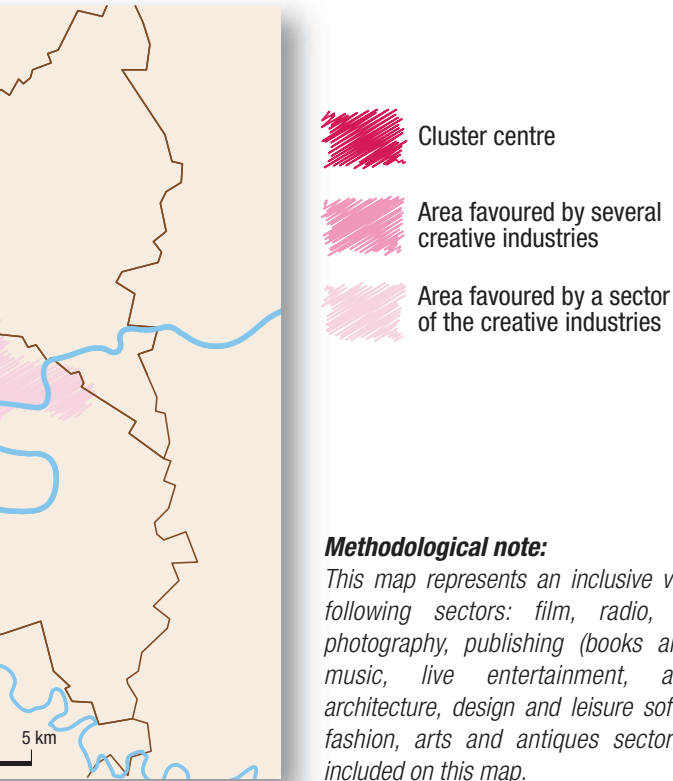 Cluster centre
Area favoured by several
creative industries
Area favoured by a sector
of the creative industries
Methodological note:
This map represents an inclusive
following sectors: film, radio,
photography, publishing (books
music, live entertainment,
architecture, design and leisure
fashion, arts and antiques sector
included on this map.
5 km